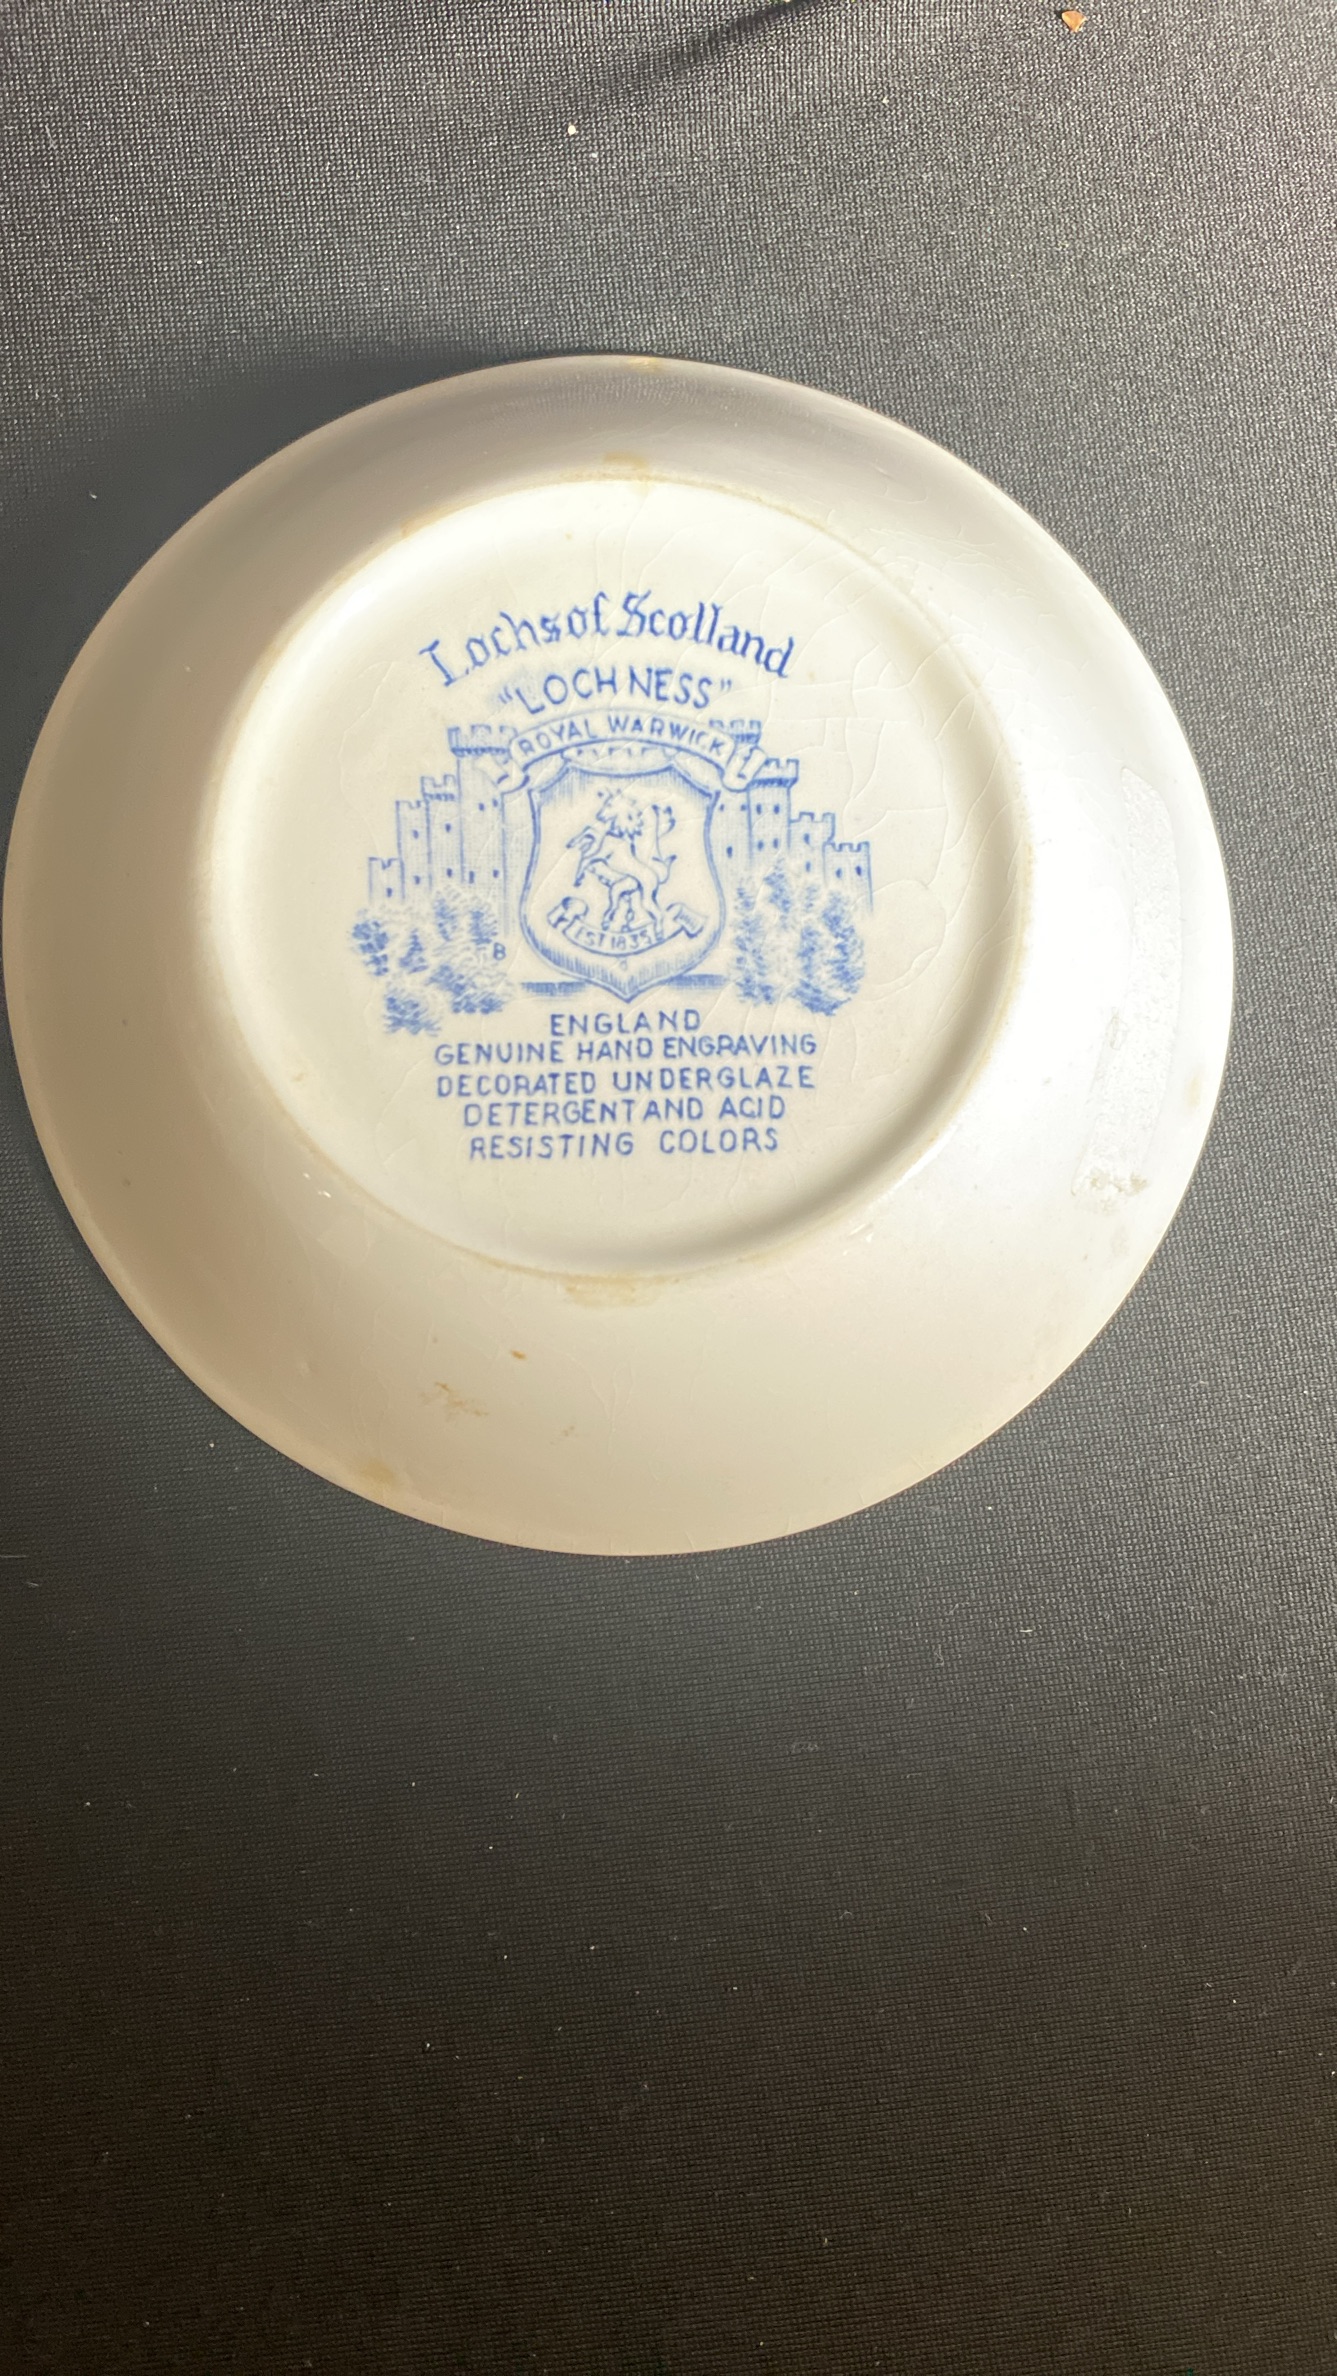 Lochs of Scotland
"LOCH NESS"
ROYAL WARWICK
EST 1835
B
ENGLAND
GENUINE HAND ENGRAVING
DECORATED UNDERGLAZE
DETERGENT AND ACID
RESISTING COLORS